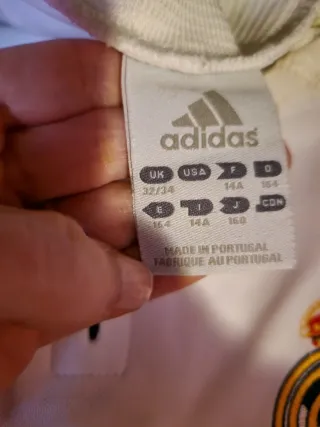 adidas
UK USA F D
32/34 14A 164
E I J CDN
164 14A 160
MADE IN PORTUGAL
FABRIQUE AU PORTUGAL